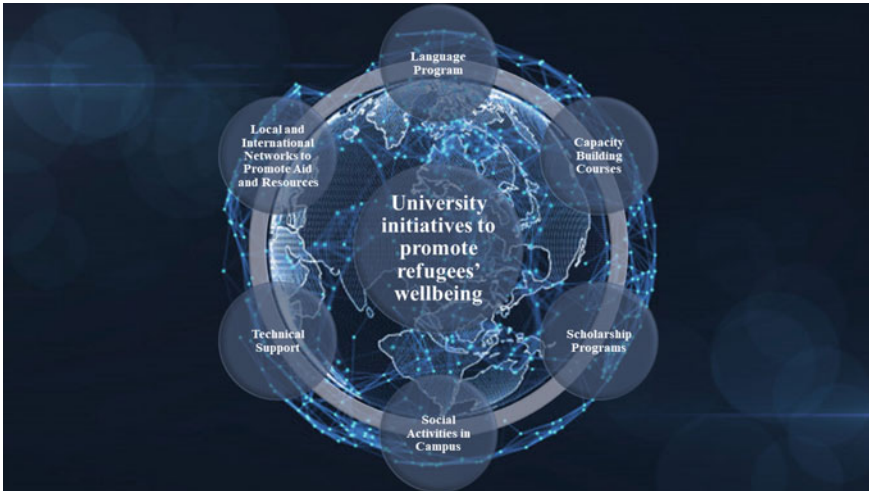 University
initiatives to
promote
refugees’
wellbeing
Language
Program
Capacity
Building
Courses
Scholarship
Programs
Social
Activities in
Campus
Technical
Support
Local and
International
Networks to
Promote Aid
and Resources